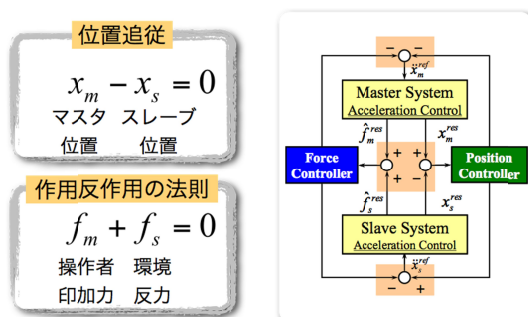 位置追従
x_m − x_s = 0
マスタ スレーブ
位置 位置
作用反作用の法則
f_m + f_s = 0
操作者 環境
印加力 反力
− −
ẍ_m^{ref}
Master System
Acceleration Control
f̂_m^{res} x_m^{res}
+ +
Force Controller
Position Controller
+ −
f̂_s^{res} x_s^{res}
Slave System
Acceleration Control
ẍ_s^{ref}
− +